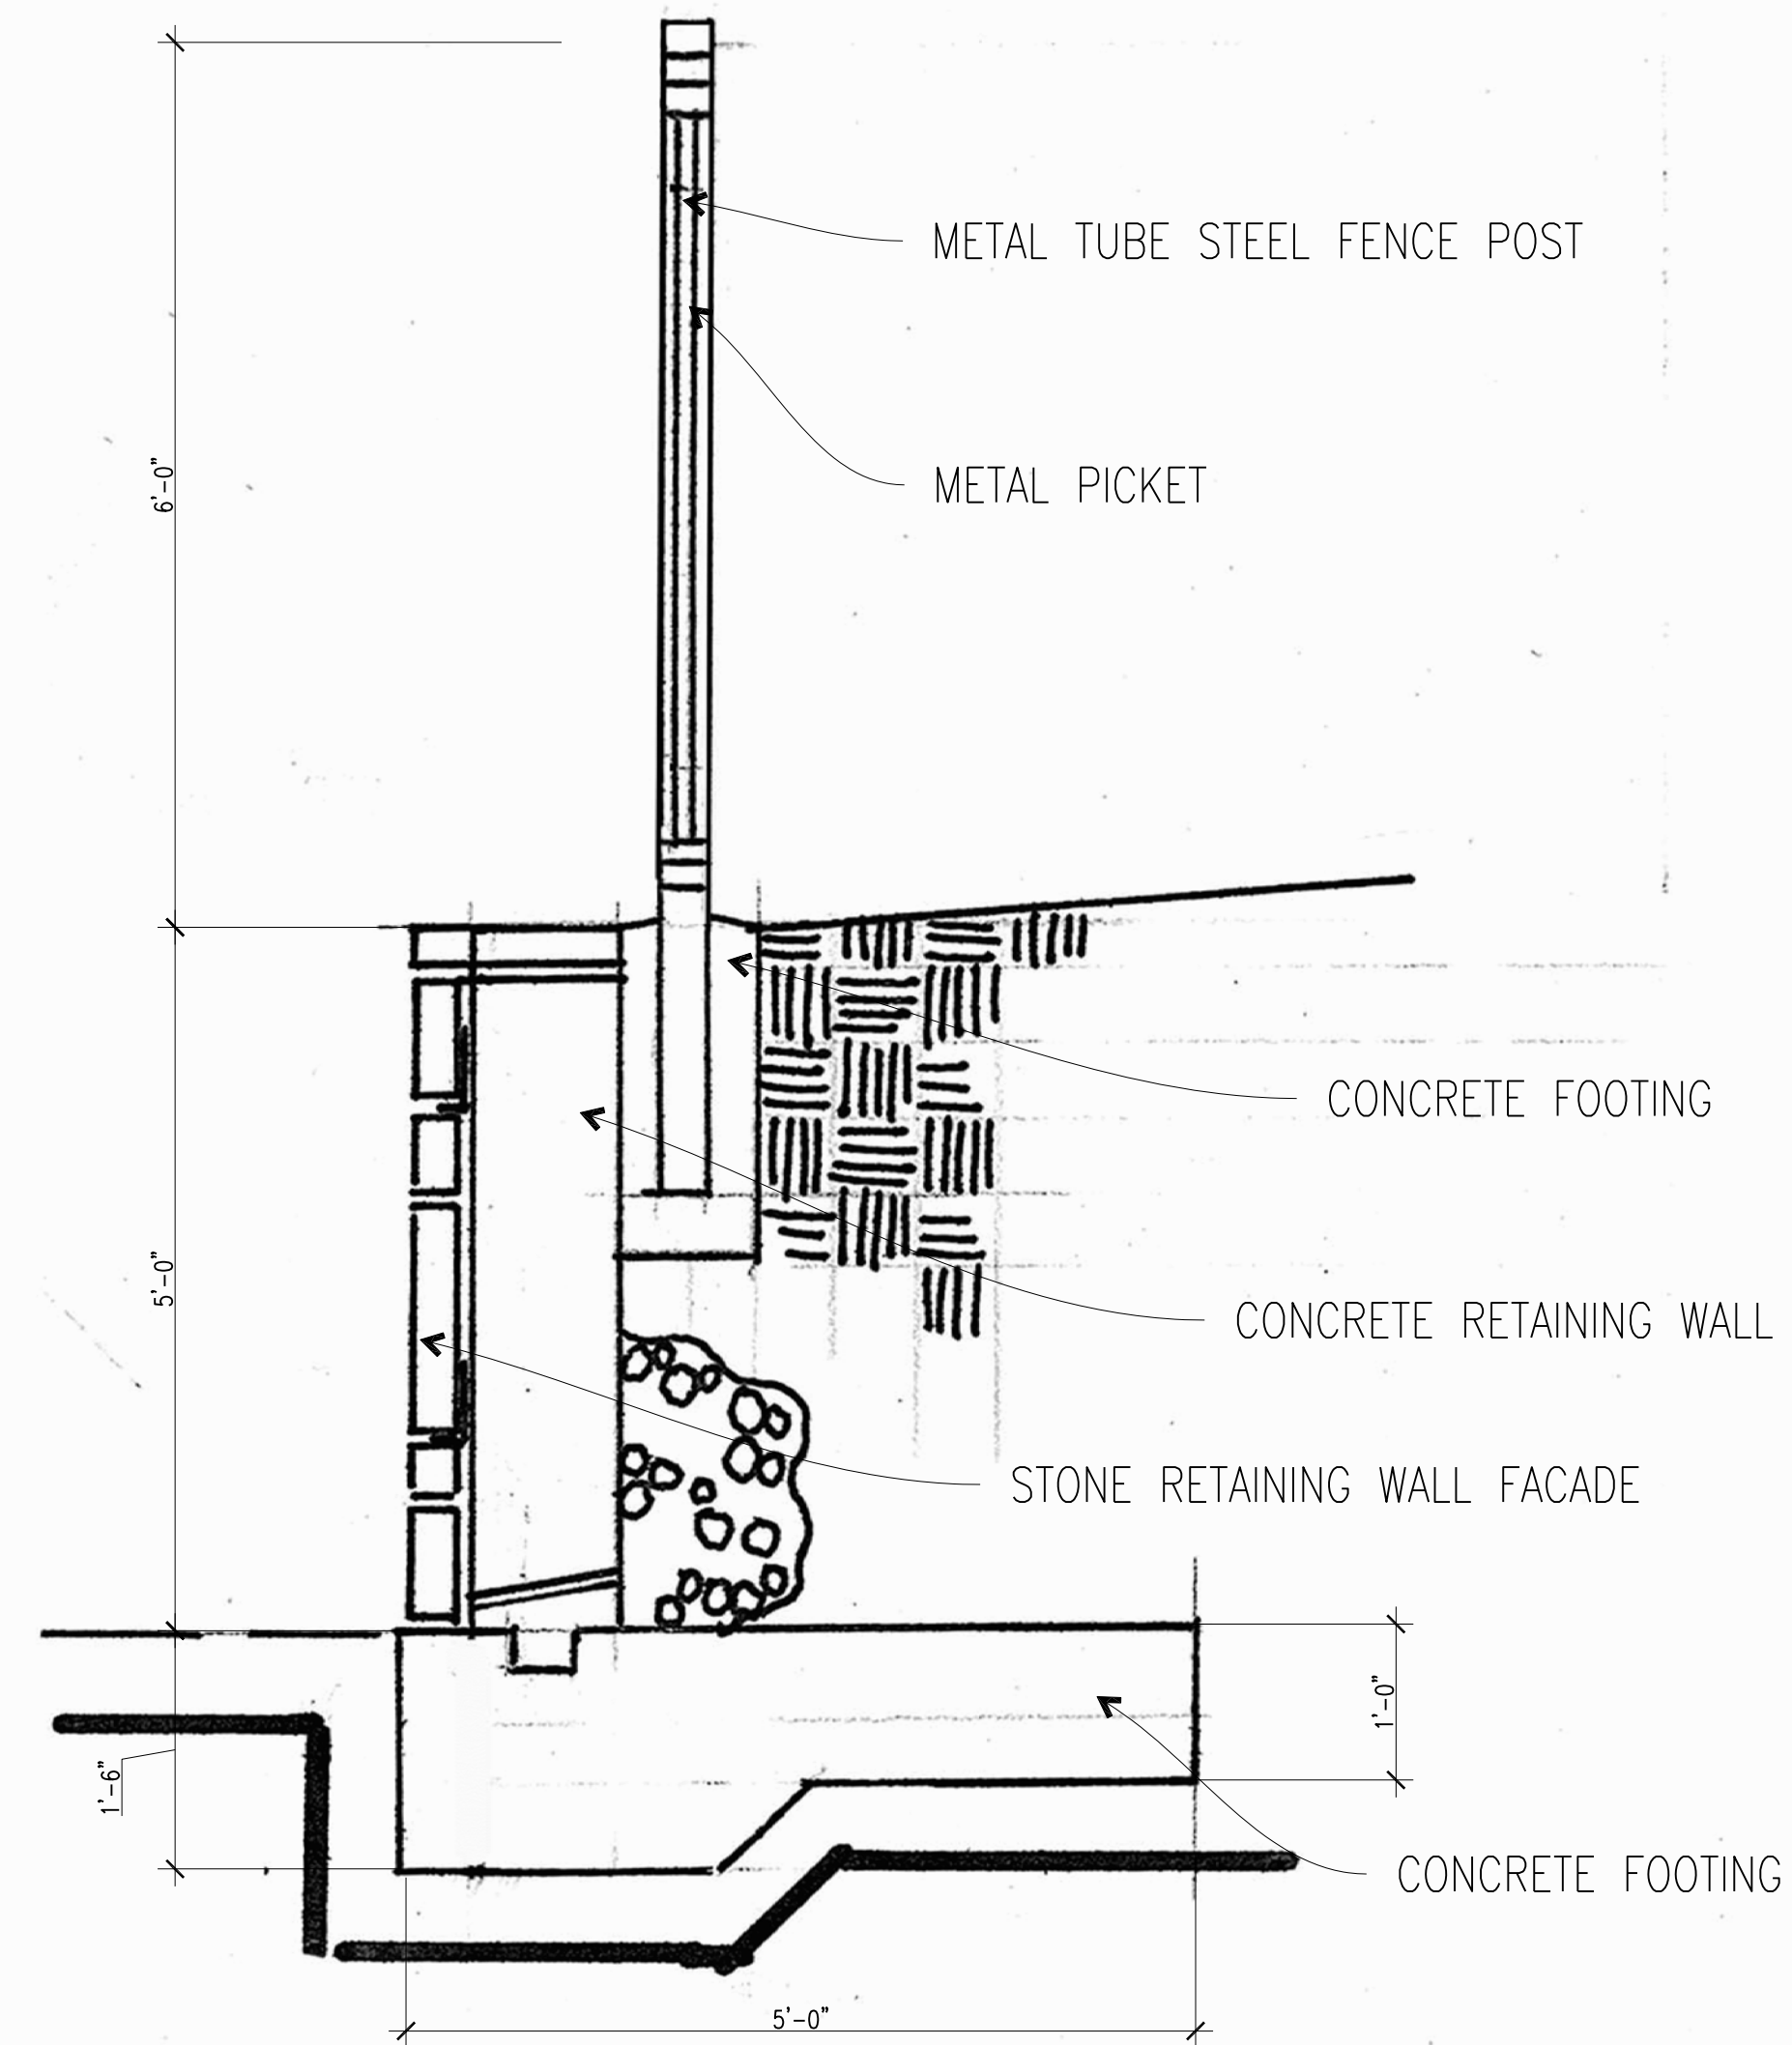 METAL TUBE STEEL FENCE POST
6'-0"
METAL PICKET
CONCRETE FOOTING
5'-0"
CONCRETE RETAINING WALL
STONE RETAINING WALL FACADE
1'-0"
1'-6"
CONCRETE FOOTING
5'-0"